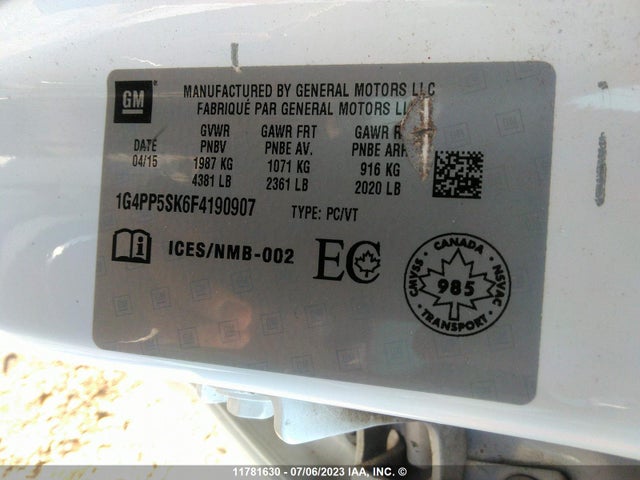 GM
MANUFACTURED BY GENERAL MOTORS LLC
FABRIQUÉ PAR GENERAL MOTORS
DATE
04/15
GVWR
PNBV
1987 KG
4381 LB
GAWR FRT
PNBE AV.
1071 KG
2361 LB
GAWR
PNBE
916 KG
2020 LB
1G4PP5SK6F4190907 TYPE: PC/VT
ICES/NMB-002
EC
CANADA
CMVSS
NSVAC
985
TRANSPORT
11781630 - 07/06/2023 IAA, INC. ©